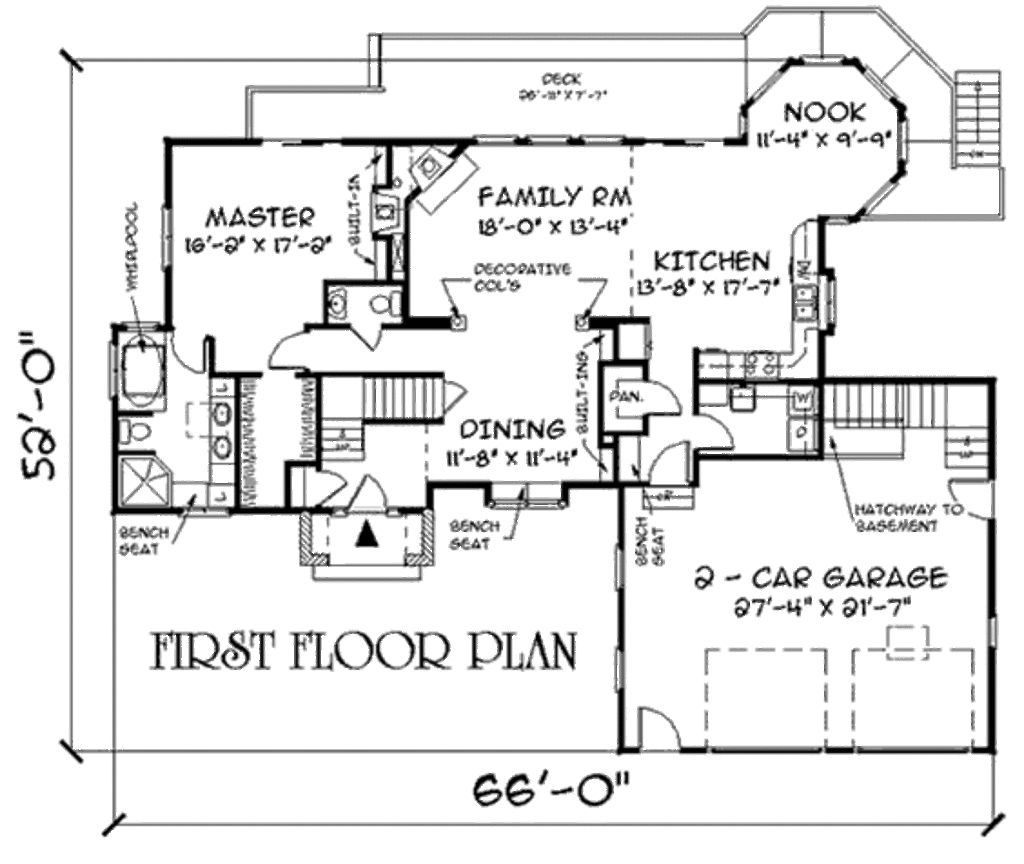 DECK
26'-11" X 7'-7"
NOOK
11'-4" X 9'-9"
DN
MASTER
16'-2" X 17'-2"
BUILT-IN
FAMILY RM
18'-0" X 13'-4"
WHIRLPOOL
KITCHEN
13'-8" X 17'-7"
DW
DECORATIVE
COL'S
52'-0"
BUILT-INS
PAN.
W
D
L
L
UP
DINING
11'-8" X 11'-4"
BENCH
SEAT
BENCH
SEAT
BENCH
SEAT
UP
HATCHWAY TO
BASEMENT
2 - CAR GARAGE
27'-4" X 21'-7"
FIRST FLOOR PLAN
66'-0"